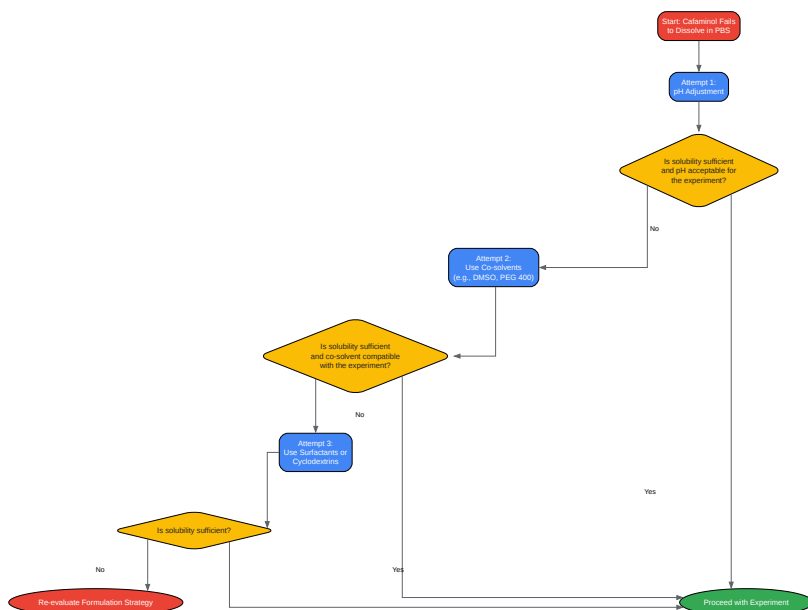 Start: Cafaminol Fails
to Dissolve in PBS
Attempt 1:
pH Adjustment
Is solubility sufficient
and pH acceptable for
the experiment?
No
Attempt 2:
Use Co-solvents
(e.g., DMSO, PEG 400)
Is solubility sufficient
and co-solvent compatible
with the experiment?
No
Attempt 3:
Use Surfactants or
Cyclodextrins
Yes
Is solubility sufficient?
No
Yes
Re-evaluate Formulation Strategy
Proceed with Experiment